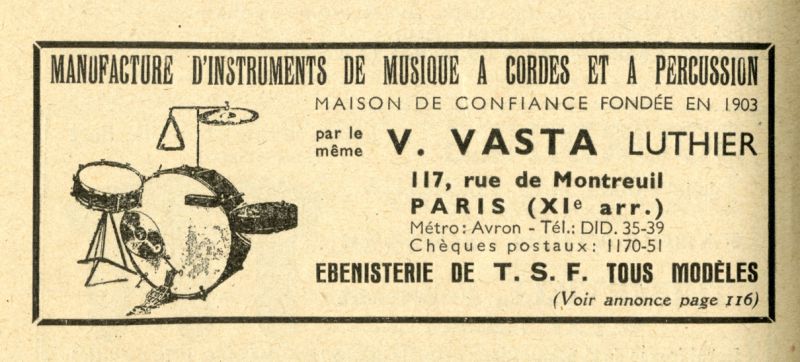 MANUFACTURE D'INSTRUMENTS DE MUSIQUE A CORDES ET A PERCUSSION
MAISON DE CONFIANCE FONDÉE EN 1903
par le même V. VASTA LUTHIER
117, rue de Montreuil
PARIS (XIe arr.)
Métro: Avron - Tél.: DID. 35-39
Chèques postaux: 1170-51
EBENISTERIE DE T. S. F. TOUS MODÈLES
(Voir annonce page 116)